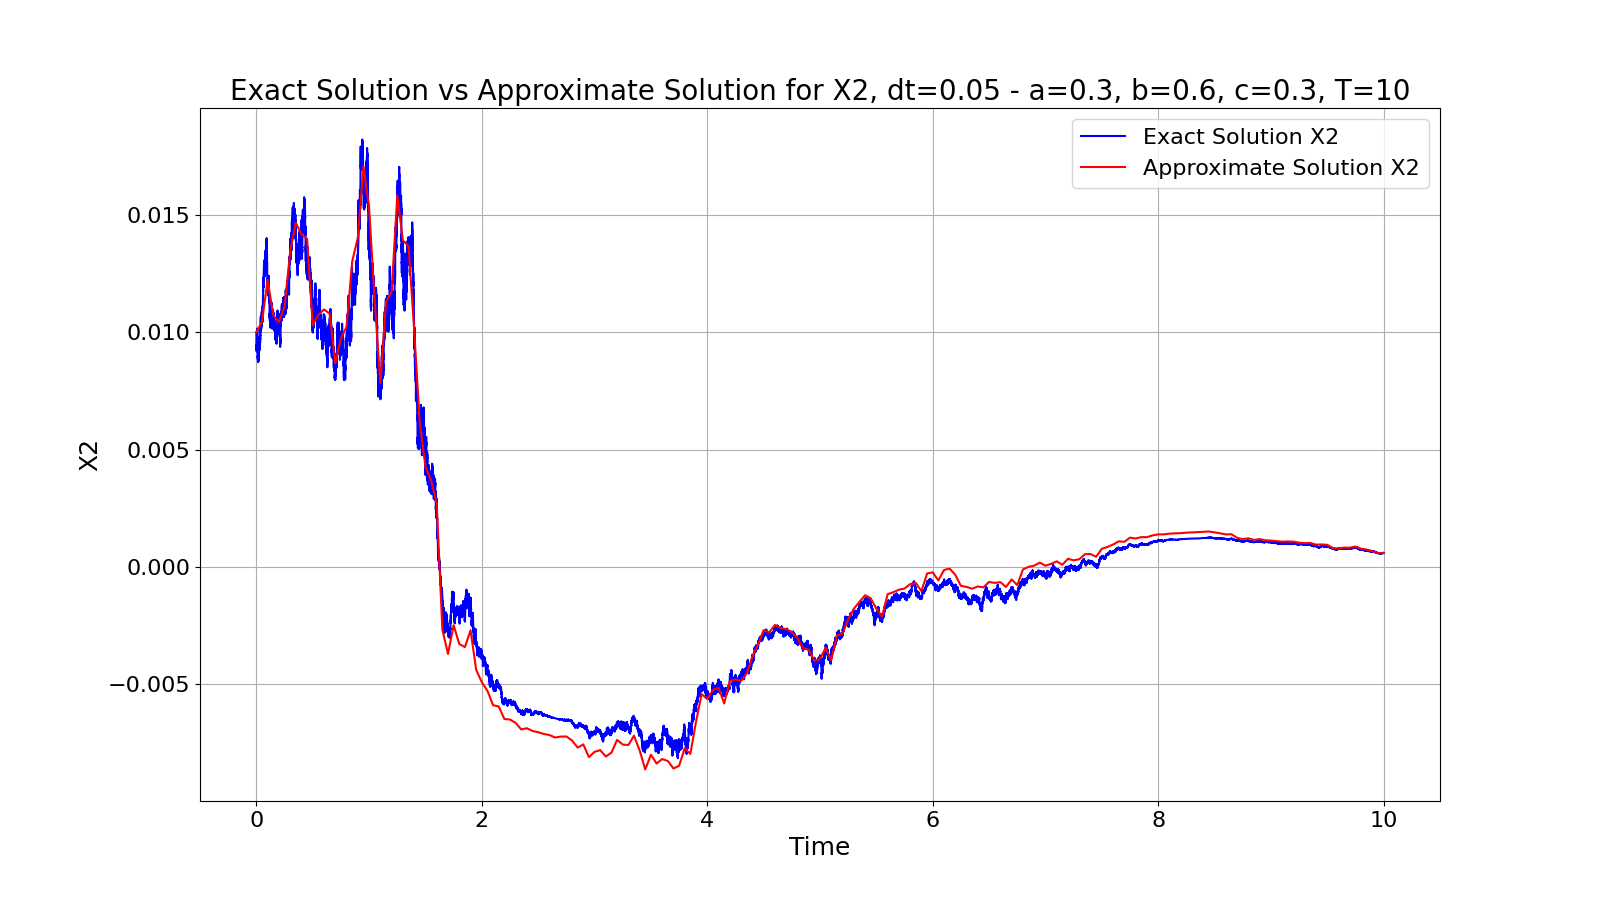 Exact Solution vs Approximate Solution for X2, dt=0.05 - a=0.3, b=0.6, c=0.3, T=10
Exact Solution X2
Approximate Solution X2
X2
0.015
0.010
0.005
0.000
−0.005
0 2 4 6 8 10
Time